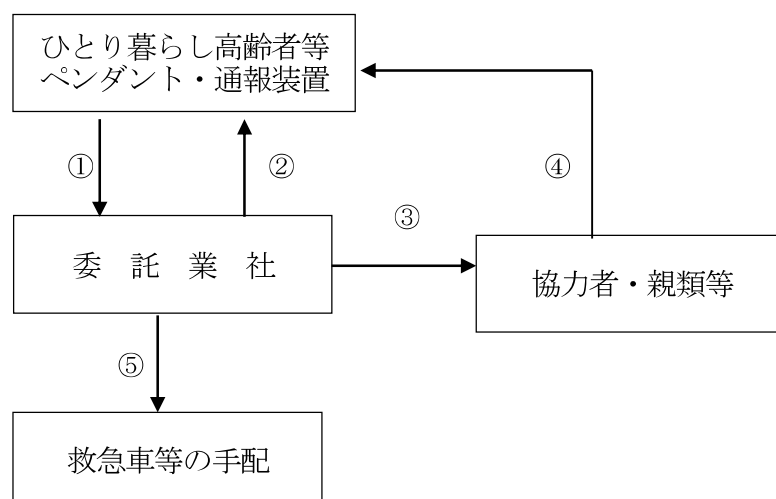 ひとり暮らし高齢者等
ペンダント・通報装置
①
②
④
③
委 託 業 社
協力者・親類等
⑤
救急車等の手配